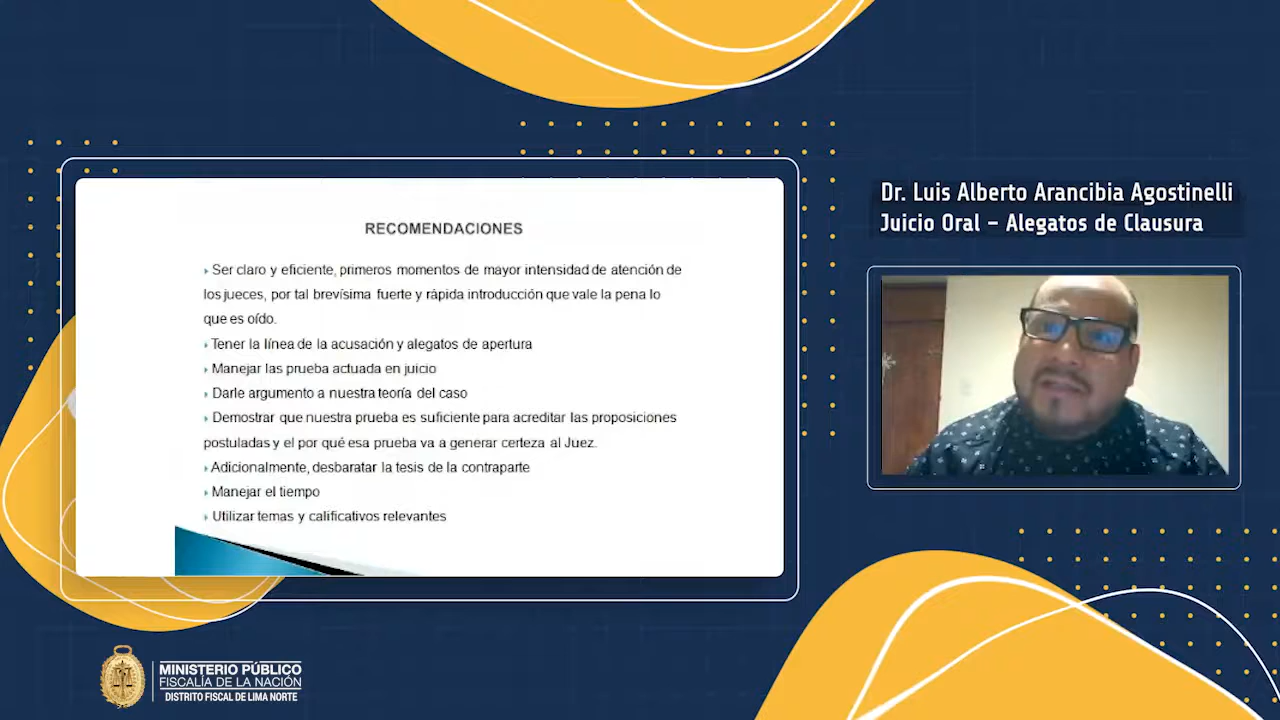 Dr. Luis Alberto Arancibia Agostinelli
Juicio Oral – Alegatos de Clausura
RECOMENDACIONES
Ser claro y eficiente, primeros momentos de mayor intensidad de atención de
los jueces, por tal brevísima fuerte y rápida introducción que vale la pena lo
que es oído.
Tener la línea de la acusación y alegatos de apertura
Manejar las prueba actuada en juicio
Darle argumento a nuestra teoría del caso
Demostrar que nuestra prueba es suficiente para acreditar las proposiciones
postuladas y el por qué esa prueba va a generar certeza al Juez.
Adicionalmente, desbaratar la tesis de la contraparte
Manejar el tiempo
Utilizar temas y calificativos relevantes
MINISTERIO PÚBLICO
FISCALÍA DE LA NACIÓN
DISTRITO FISCAL DE LIMA NORTE